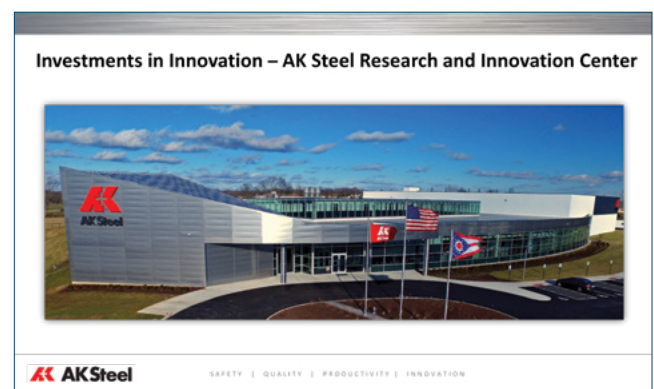 Investments in Innovation – AK Steel Research and Innovation Center
AK Steel
AK Steel
SAFETY | QUALITY | PRODUCTIVITY | INNOVATION